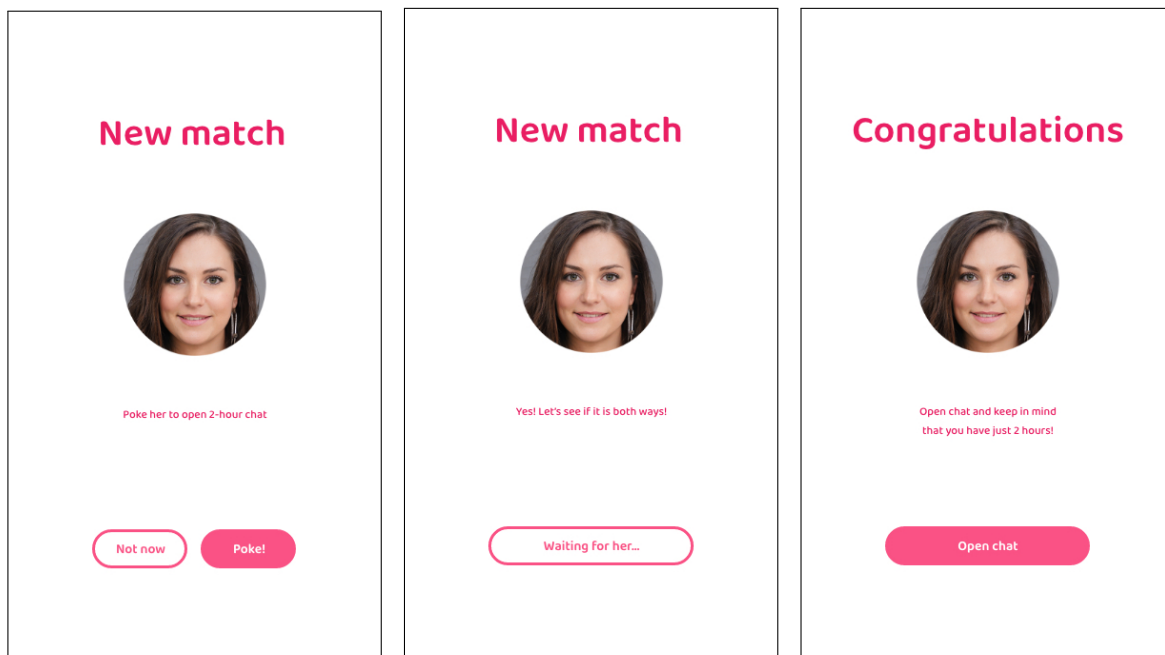 New match
Poke her to open 2-hour chat
Not now
Poke!
New match
Yes! Let's see if it is both ways!
Waiting for her...
Congratulations
Open chat and keep in mind
that you have just 2 hours!
Open chat